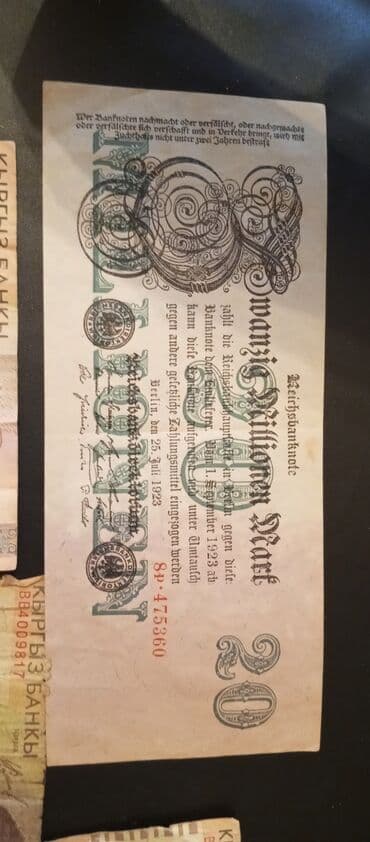 Wer Banknoten nachmacht oder verfälscht, oder nachgemachte
oder verfälschte sich verschafft und in Verkehr bringt, wird mit
Zuchthaus nicht unter zwei Jahren bestraft
Reichsbanknote
Zwanzig Millionen Mark
zahlt die Reichsbankhauptkasse in Berlin gegen diese
Banknote dem Einlieferer. Vom 1. September 1923 ab
kann diese Banknote aufgerufen und unter Umtausch
gegen andere gesetzliche Zahlungsmittel eingezogen werden
Berlin, den 25. Juli 1923
Reichsbankdirektorium
MILLIONEN
20
20
8P·475360
КЫРГЫЗ БАНКЫ
КЫРГЫЗ БАНКЫ
BB4009817
К